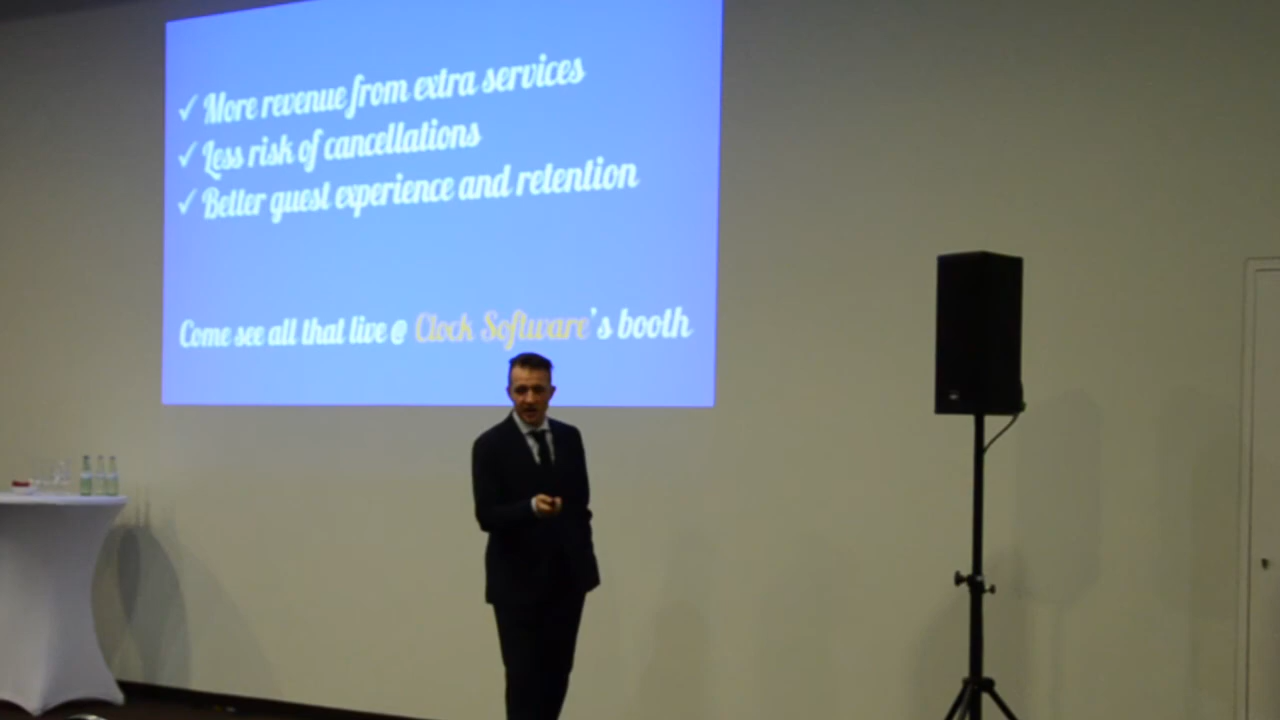 ✓ More revenue from extra services
✓ Less risk of cancellations
✓ Better guest experience and retention
Come see all that live @ Clock Software's booth